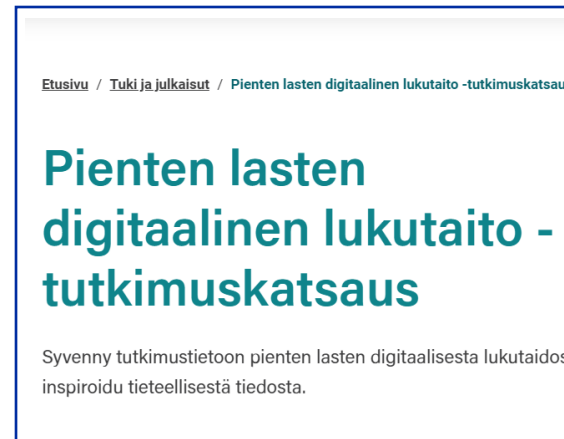 Etusivu / Tuki ja julkaisut / Pienten lasten digitaalinen lukutaito -tutkimuskatsau
Pienten lasten
digitaalinen lukutaito -
tutkimuskatsaus
Syvenny tutkimustietoon pienten lasten digitaalisesta lukutaidos
inspiroidu tieteellisestä tiedosta.